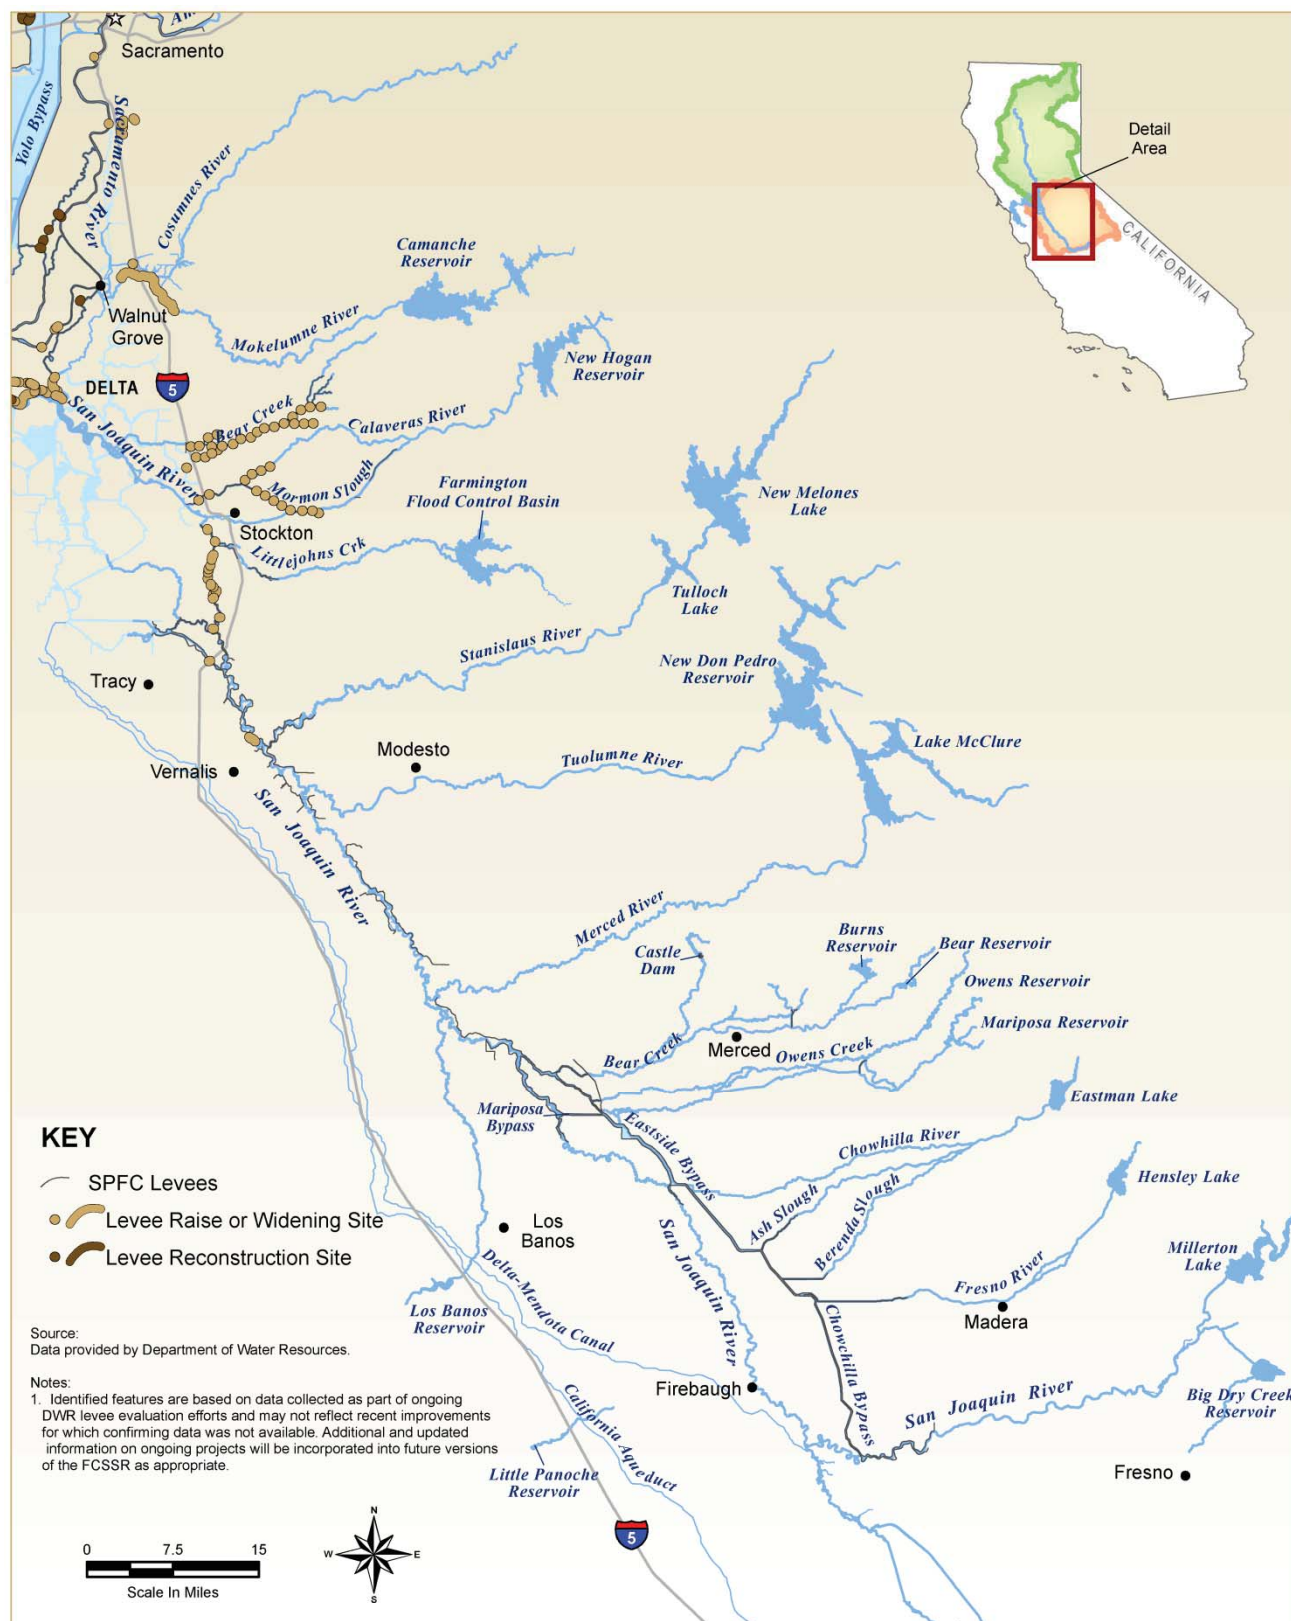 Sacramento
Yolo Bypass
Sacramento River
Cosumnes River
Detail
Area
CALIFORNIA
Camanche
Reservoir
Walnut
Grove
Mokelumne River
New Hogan
Reservoir
DELTA
5
San Joaquin River
Bear Creek
Calaveras River
Mormon Slough
Farmington
Flood Control Basin
New Melones
Lake
Stockton
Littlejohns Crk
Tulloch
Lake
Stanislaus River
New Don Pedro
Reservoir
Tracy
Lake McClure
Modesto
Tuolumne River
Vernalis
San Joaquin River
Merced River
Castle
Dam
Burns
Reservoir
Bear Reservoir
Owens Reservoir
Mariposa Reservoir
Merced
Bear Creek
Owens Creek
Eastman Lake
Mariposa
Bypass
Eastside Bypass
Chowhilla River
Hensley Lake
Ash Slough
Berenda Slough
Los
Banos
San Joaquin River
Millerton
Lake
Delta-Mendota Canal
Fresno River
Madera
Los Banos
Reservoir
Chowchilla Bypass
Firebaugh
San Joaquin River
Big Dry Creek
Reservoir
California Aqueduct
Little Panoche
Reservoir
Fresno
5
KEY
SPFC Levees
Levee Raise or Widening Site
Levee Reconstruction Site
Source:
Data provided by Department of Water Resources.
Notes:
1. Identified features are based on data collected as part of ongoing
DWR levee evaluation efforts and may not reflect recent improvements
for which confirming data was not available. Additional and updated
information on ongoing projects will be incorporated into future versions
of the FCSSR as appropriate.
0 7.5 15
Scale In Miles
N
W E
S